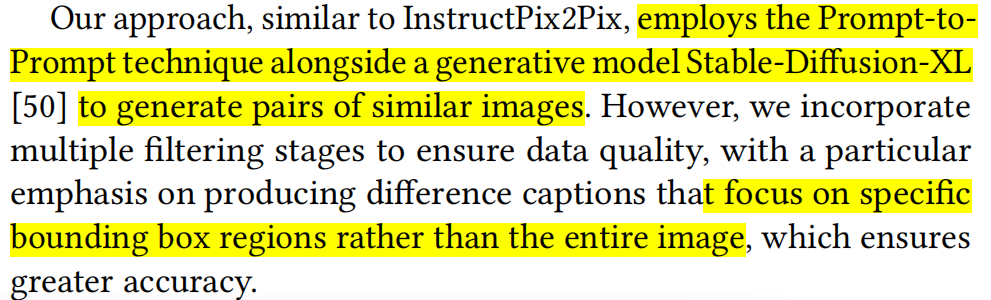 Our approach, similar to InstructPix2Pix, employs the Prompt-to-
Prompt technique alongside a generative model Stable-Diffusion-XL
[50] to generate pairs of similar images. However, we incorporate
multiple filtering stages to ensure data quality, with a particular
emphasis on producing difference captions that focus on specific
bounding box regions rather than the entire image, which ensures
greater accuracy.